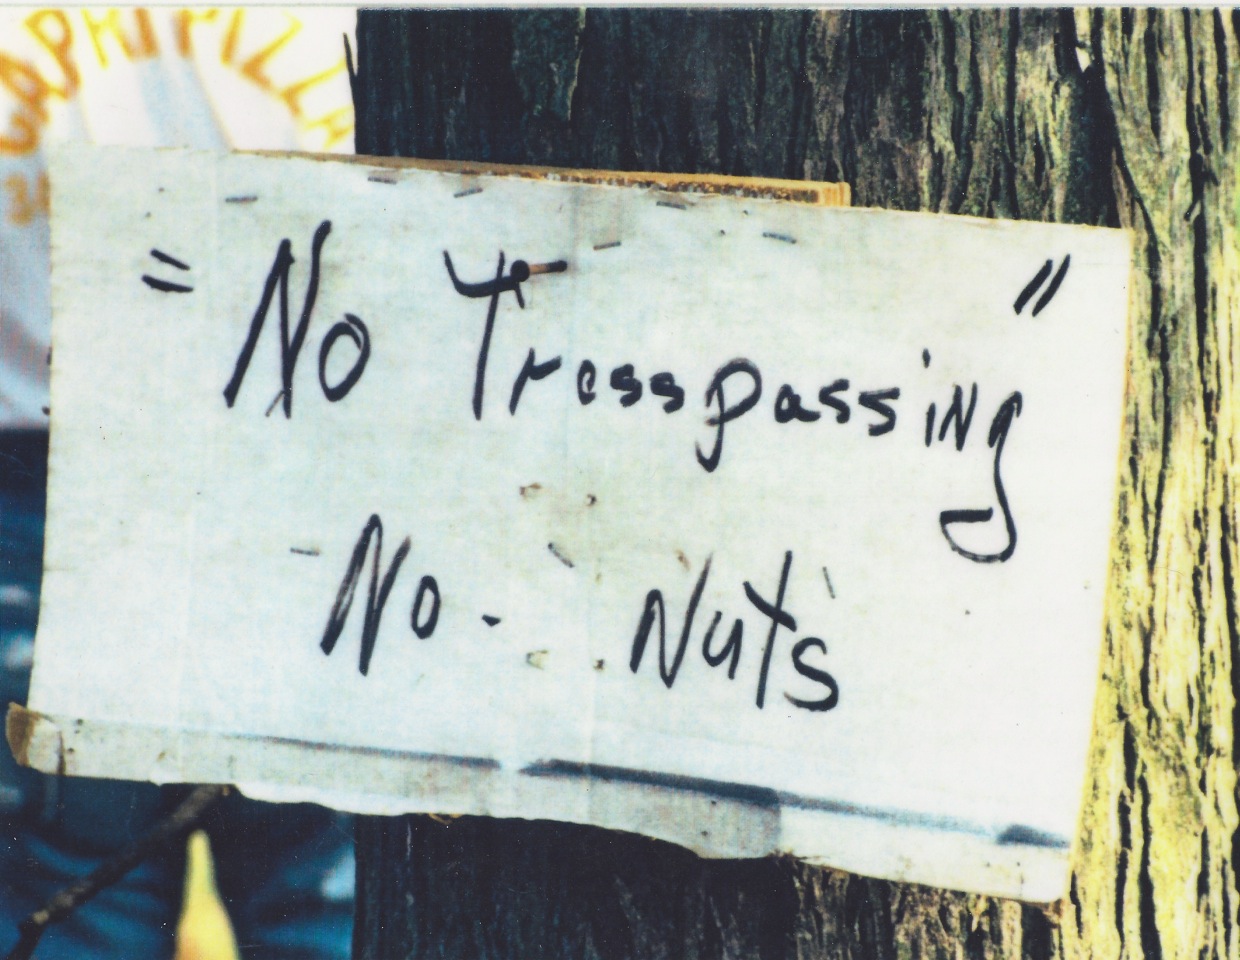 "No Tresspassing"
No - Nuts